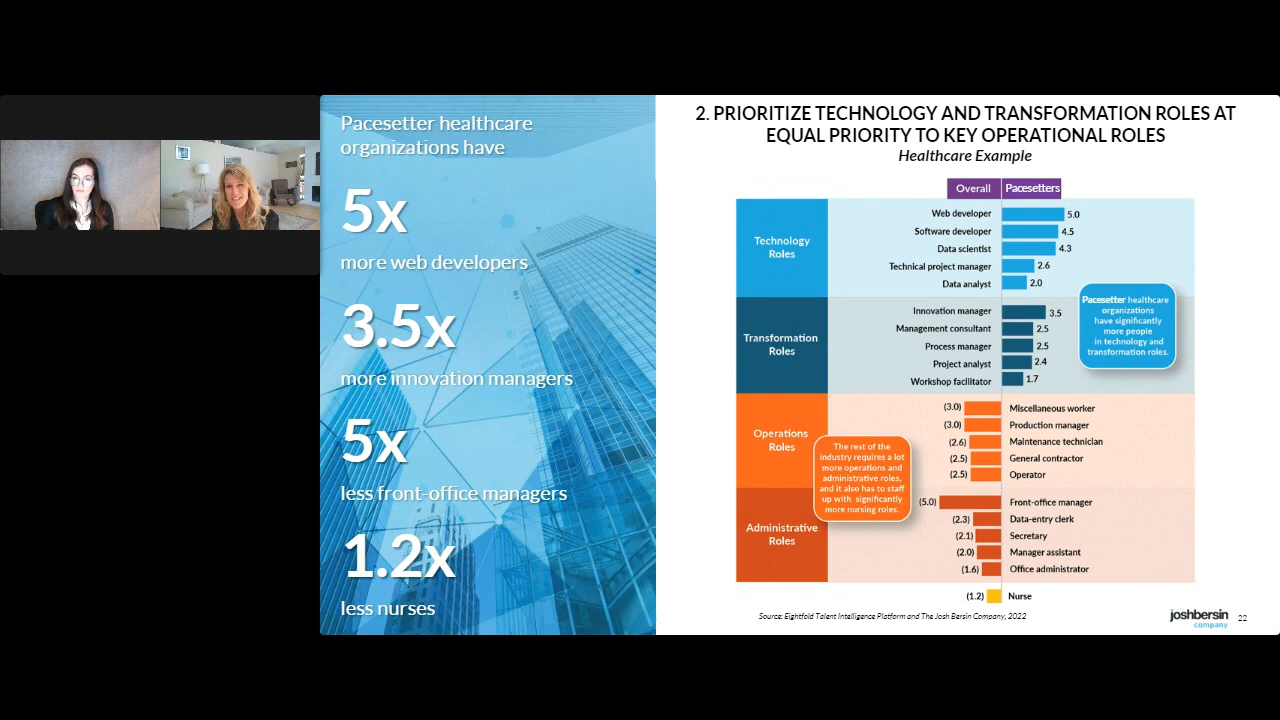 Pacesetter healthcare
organizations have
5x
more web developers
3.5x
more innovation managers
5x
less front-office managers
1.2x
less nurses
2. PRIORITIZE TECHNOLOGY AND TRANSFORMATION ROLES AT
EQUAL PRIORITY TO KEY OPERATIONAL ROLES
Healthcare Example
Overall Pacesetters
Technology
Roles
Web developer 5.0
Software developer 4.5
Data scientist 4.3
Technical project manager 2.6
Data analyst 2.0
Transformation
Roles
Innovation manager 3.5
Management consultant 2.5
Process manager 2.5
Project analyst 2.4
Workshop facilitator 1.7
Pacesetter healthcare
organizations
have significantly
more people
in technology and
transformation roles.
Operations
Roles
(3.0) Miscellaneous worker
(3.0) Production manager
(2.6) Maintenance technician
(2.5) General contractor
(2.5) Operator
The rest of the
industry requires a lot
more operations and
administrative roles,
and it also has to staff
up with significantly
more nursing roles.
Administrative
Roles
(5.0) Front-office manager
(2.3) Data-entry clerk
(2.1) Secretary
(2.0) Manager assistant
(1.6) Office administrator
(1.2) Nurse
Source: Eightfold Talent Intelligence Platform and The Josh Bersin Company, 2022
joshbersin
company
22